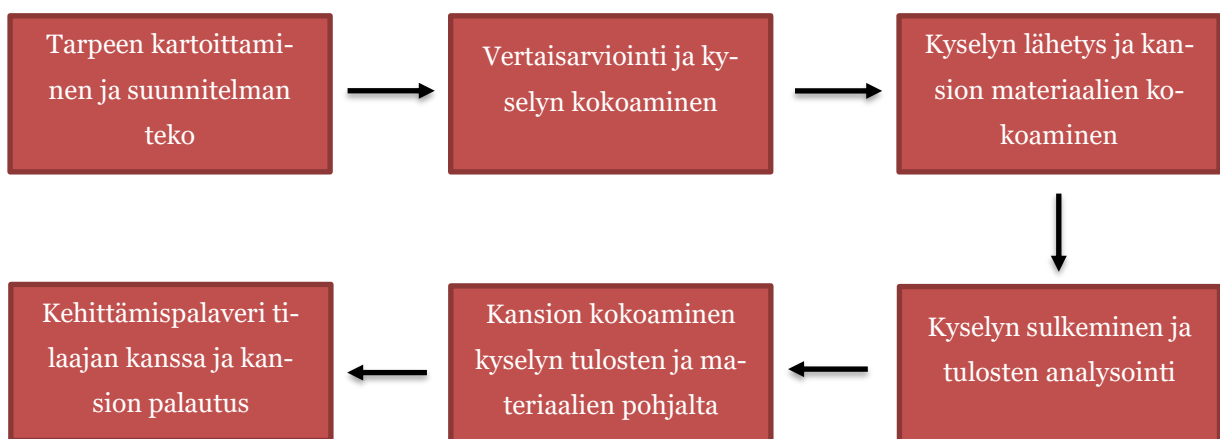 Tarpeen kartoittami-
nen ja suunnitelman
teko
Vertaisarviointi ja ky-
selyn kokoaminen
Kyselyn lähetys ja kan-
sion materiaalien ko-
koaminen
Kyselyn sulkeminen ja
tulosten analysointi
Kansion kokoaminen
kyselyn tulosten ja ma-
teriaalien pohjalta
Kehittämispalaveri ti-
laajan kanssa ja kan-
sion palautus